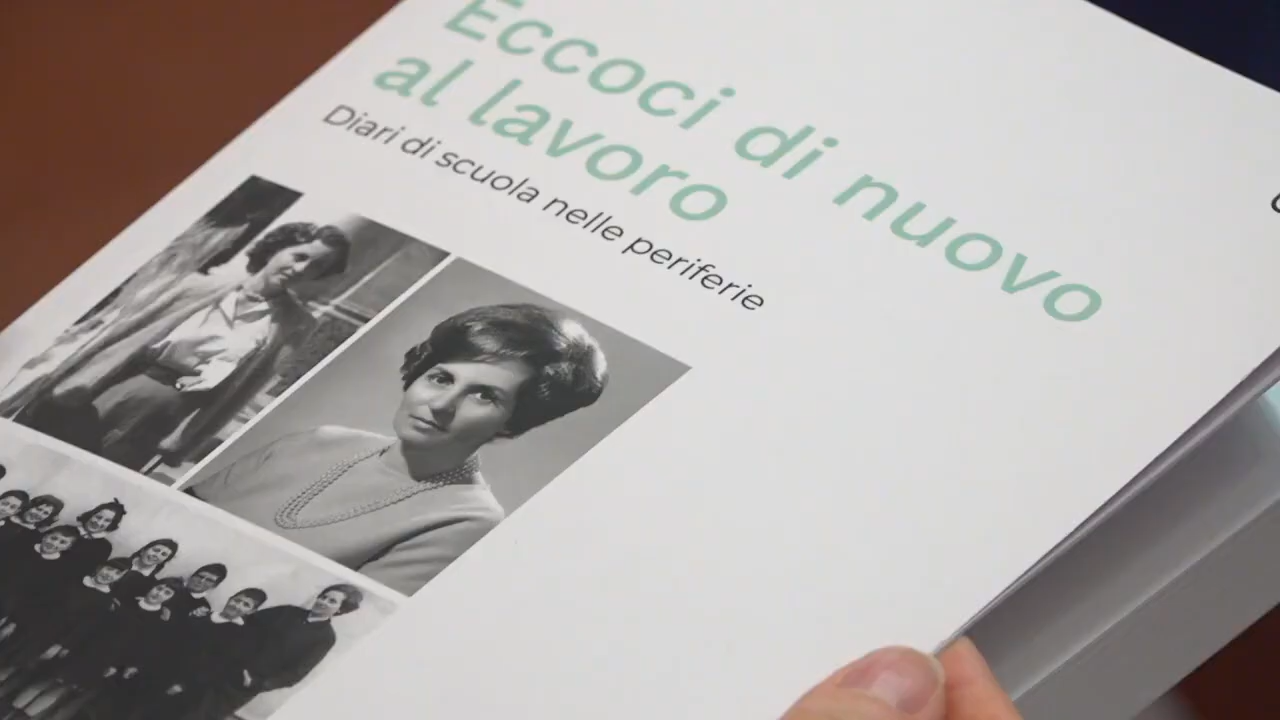 Eccoci di nuovo
al lavoro
Diari di scuola nelle periferie